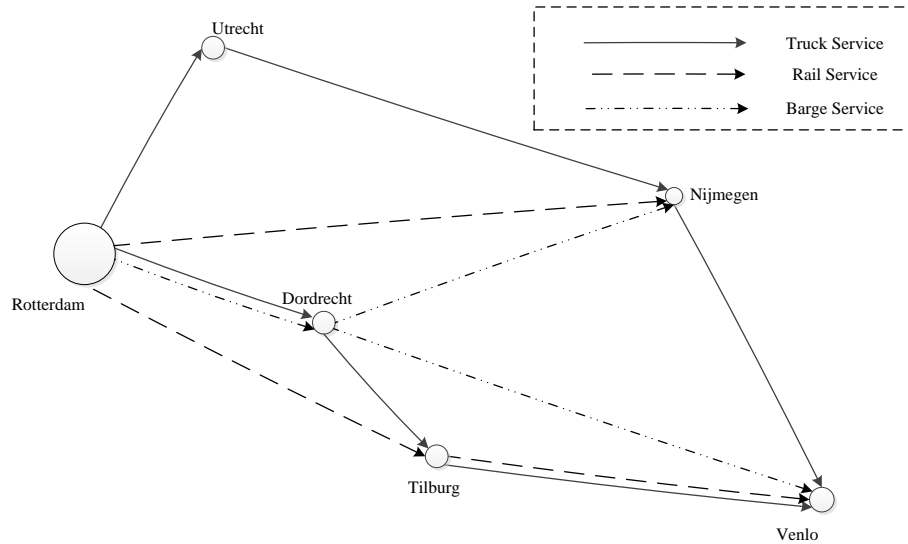 Utrecht
Truck Service
Rail Service
Barge Service
Nijmegen
Rotterdam
Dordrecht
Tilburg
Venlo